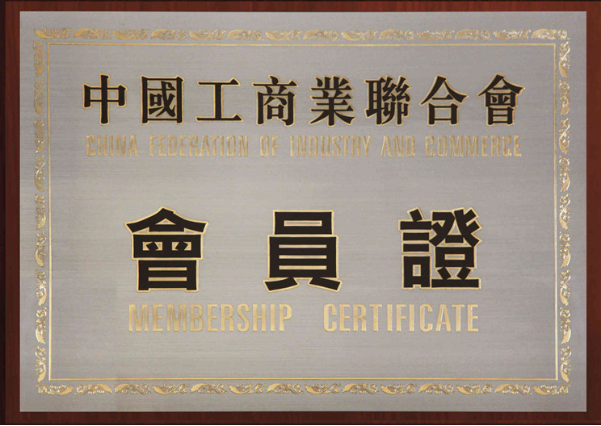 中國工商業聯合會
CHINA FEDERATION OF INDUSTRY AND COMMERCE
會員證
MEMBERSHIP CERTIFICATE